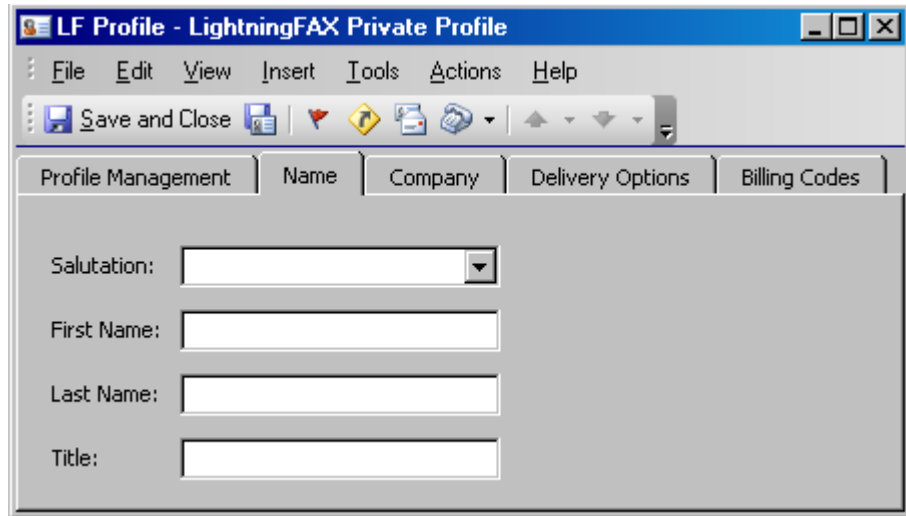 LF Profile - LightningFAX Private Profile
File Edit View Insert Tools Actions Help
Save and Close
Profile Management Name Company Delivery Options Billing Codes
Salutation:
First Name:
Last Name:
Title: